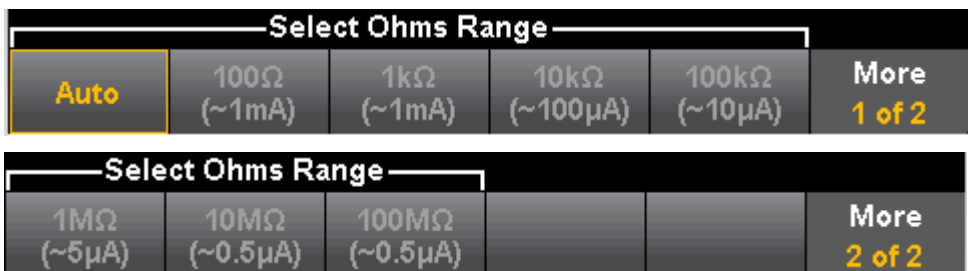 Select Ohms Range
Auto
100Ω
(~1mA)
1kΩ
(~1mA)
10kΩ
(~100µA)
100kΩ
(~10µA)
More
1 of 2
Select Ohms Range
1MΩ
(~5µA)
10MΩ
(~0.5µA)
100MΩ
(~0.5µA)
More
2 of 2